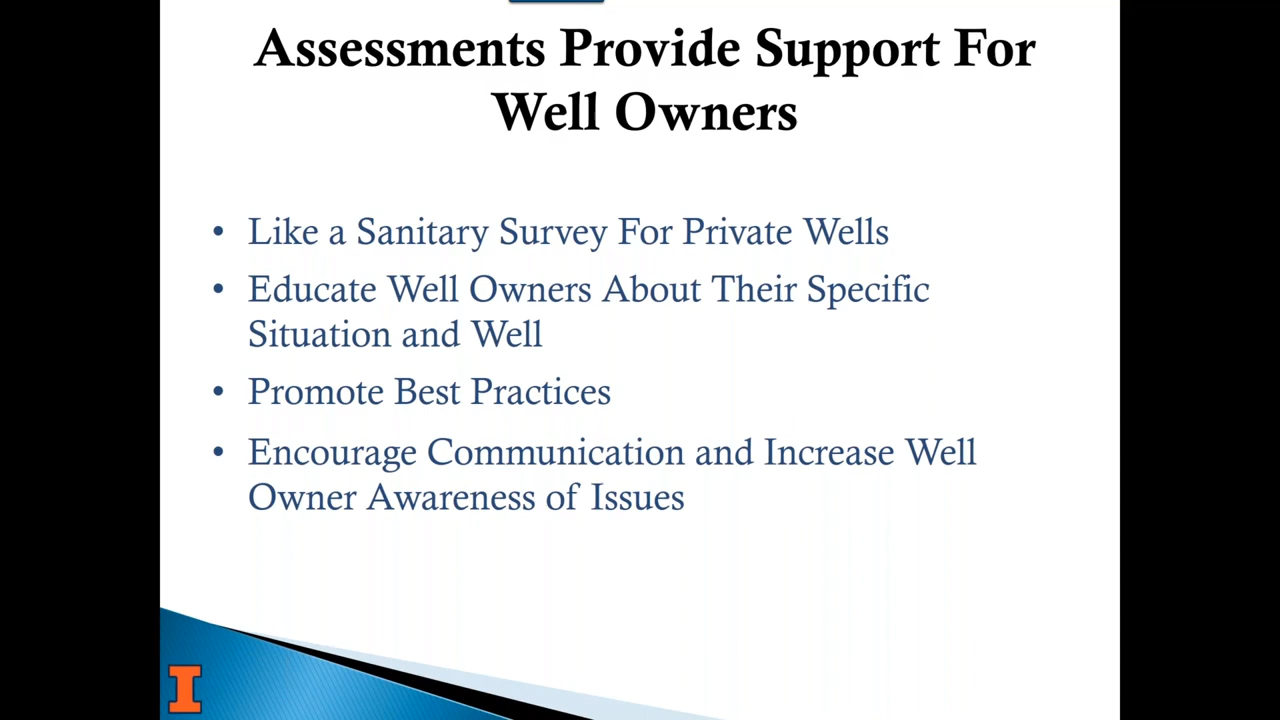 Assessments Provide Support For
Well Owners
• Like a Sanitary Survey For Private Wells
• Educate Well Owners About Their Specific
Situation and Well
• Promote Best Practices
• Encourage Communication and Increase Well
Owner Awareness of Issues
I